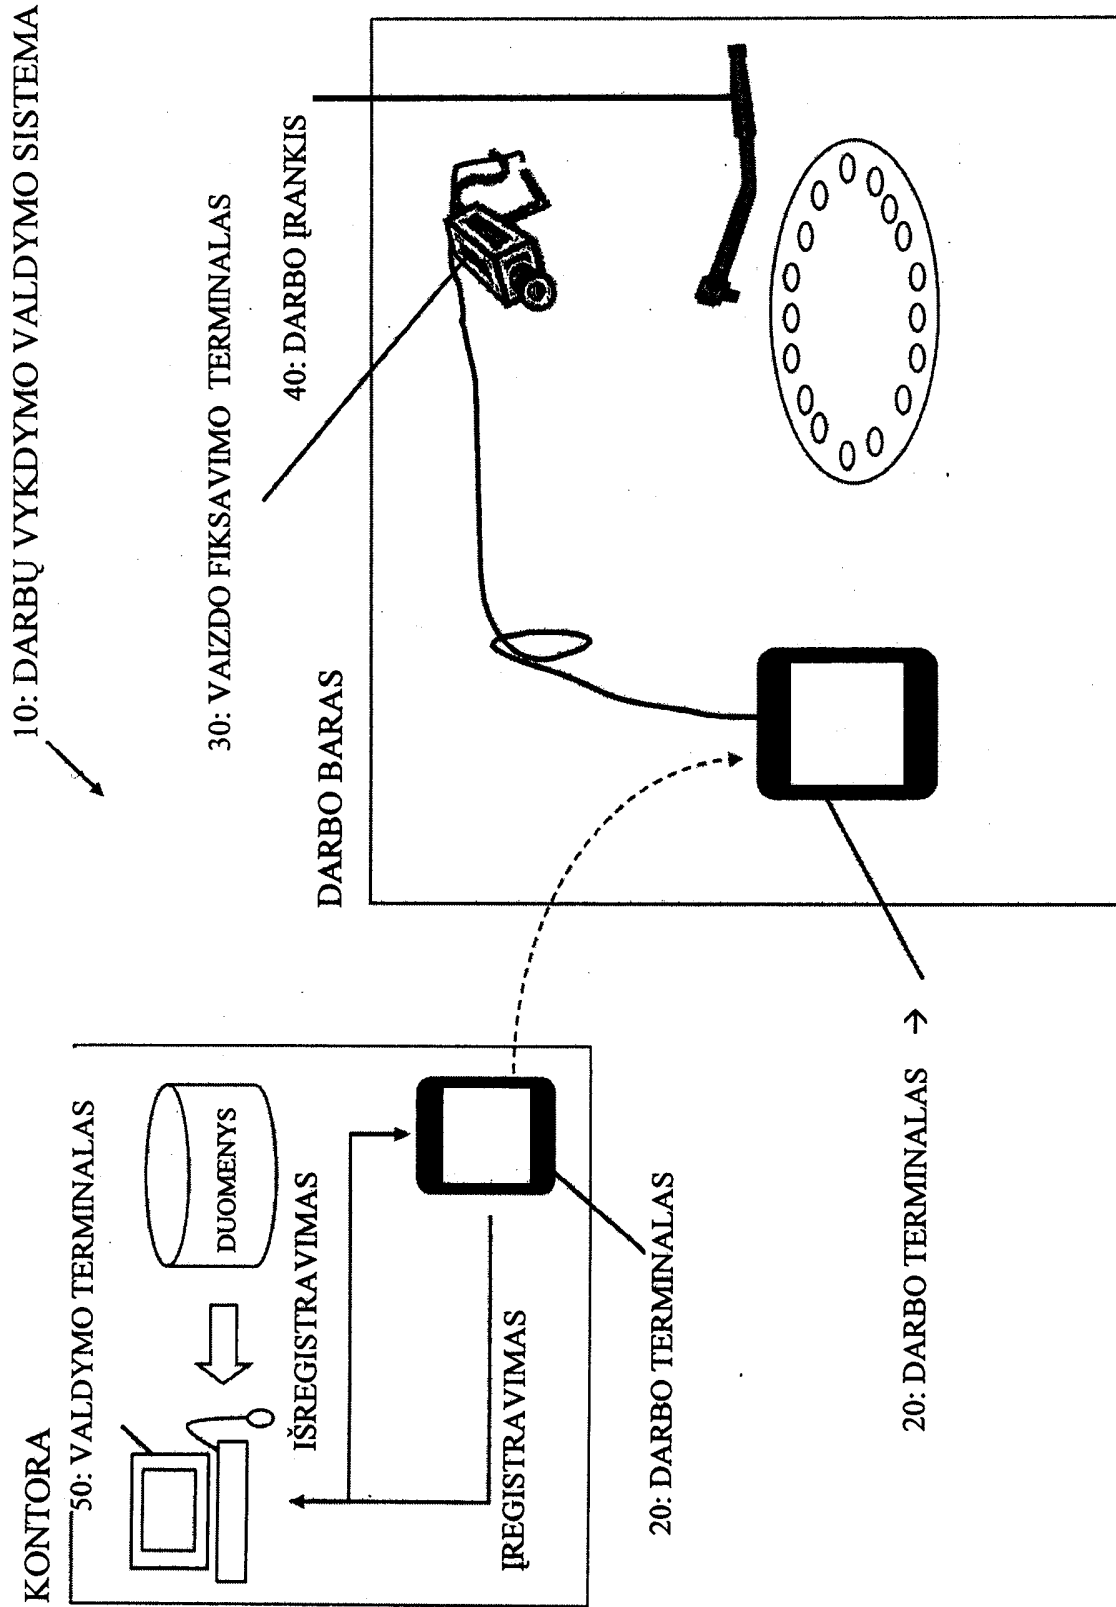 10: DARBŲ VYKDYMO VALDYMO SISTEMA
KONTORA
50: VALDYMO TERMINALAS
DUOMENYS
IŠREGISTRAVIMAS
ĮREGISTRAVIMAS
20: DARBO TERMINALAS
30: VAIZDO FIKSAVIMO TERMINALAS
40: DARBO ĮRANKIS
DARBO BARAS
20: DARBO TERMINALAS →